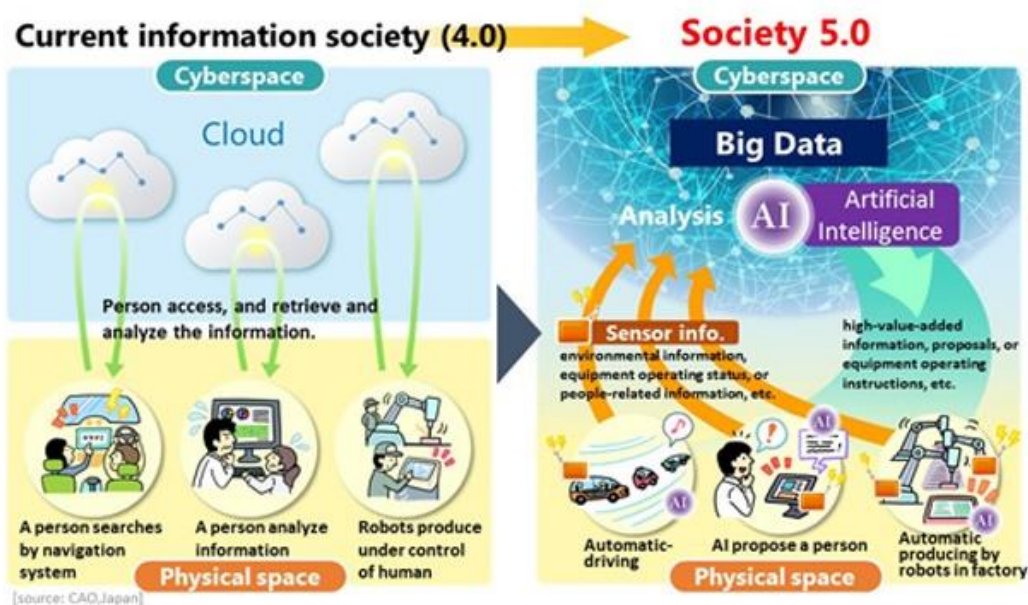 Current information society (4.0)
Society 5.0
Cyberspace
Cloud
Person access, and retrieve and
analyze the information.
A person searches
by navigation
system
A person analyze
information
Robots produce
under control
of human
Physical space
[source: CAO,Japan]
Cyberspace
Big Data
Analysis
AI
Artificial
Intelligence
Sensor info.
environmental information,
equipment operating status, or
people-related information, etc.
high-value-added
information, proposals, or
equipment operating
instructions, etc.
AI
AI
AI
Automatic-
driving
AI propose a person
Automatic
producing by
robots in factory
Physical space